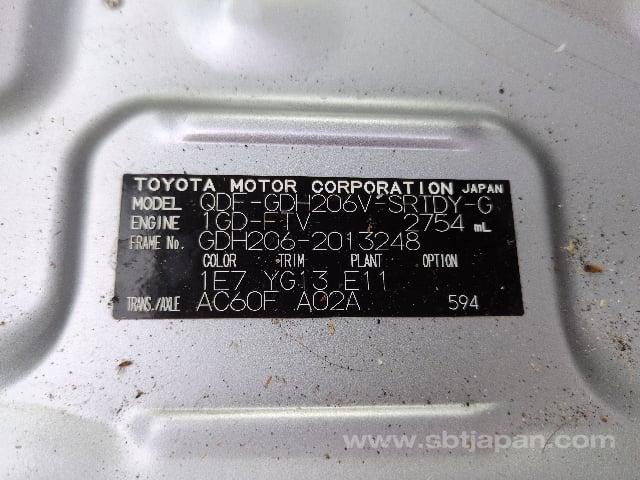 TOYOTA MOTOR CORPORATION JAPAN
MODEL QDF-GDH206V-SRTDY-G
ENGINE 1GD-FTV 2754 mL
FRAME No. GDH206-2013248
COLOR TRIM PLANT OPTION
1E7 YG13 E11
TRANS./AXLE AC60F A02A 594
www.sbtjapan.com